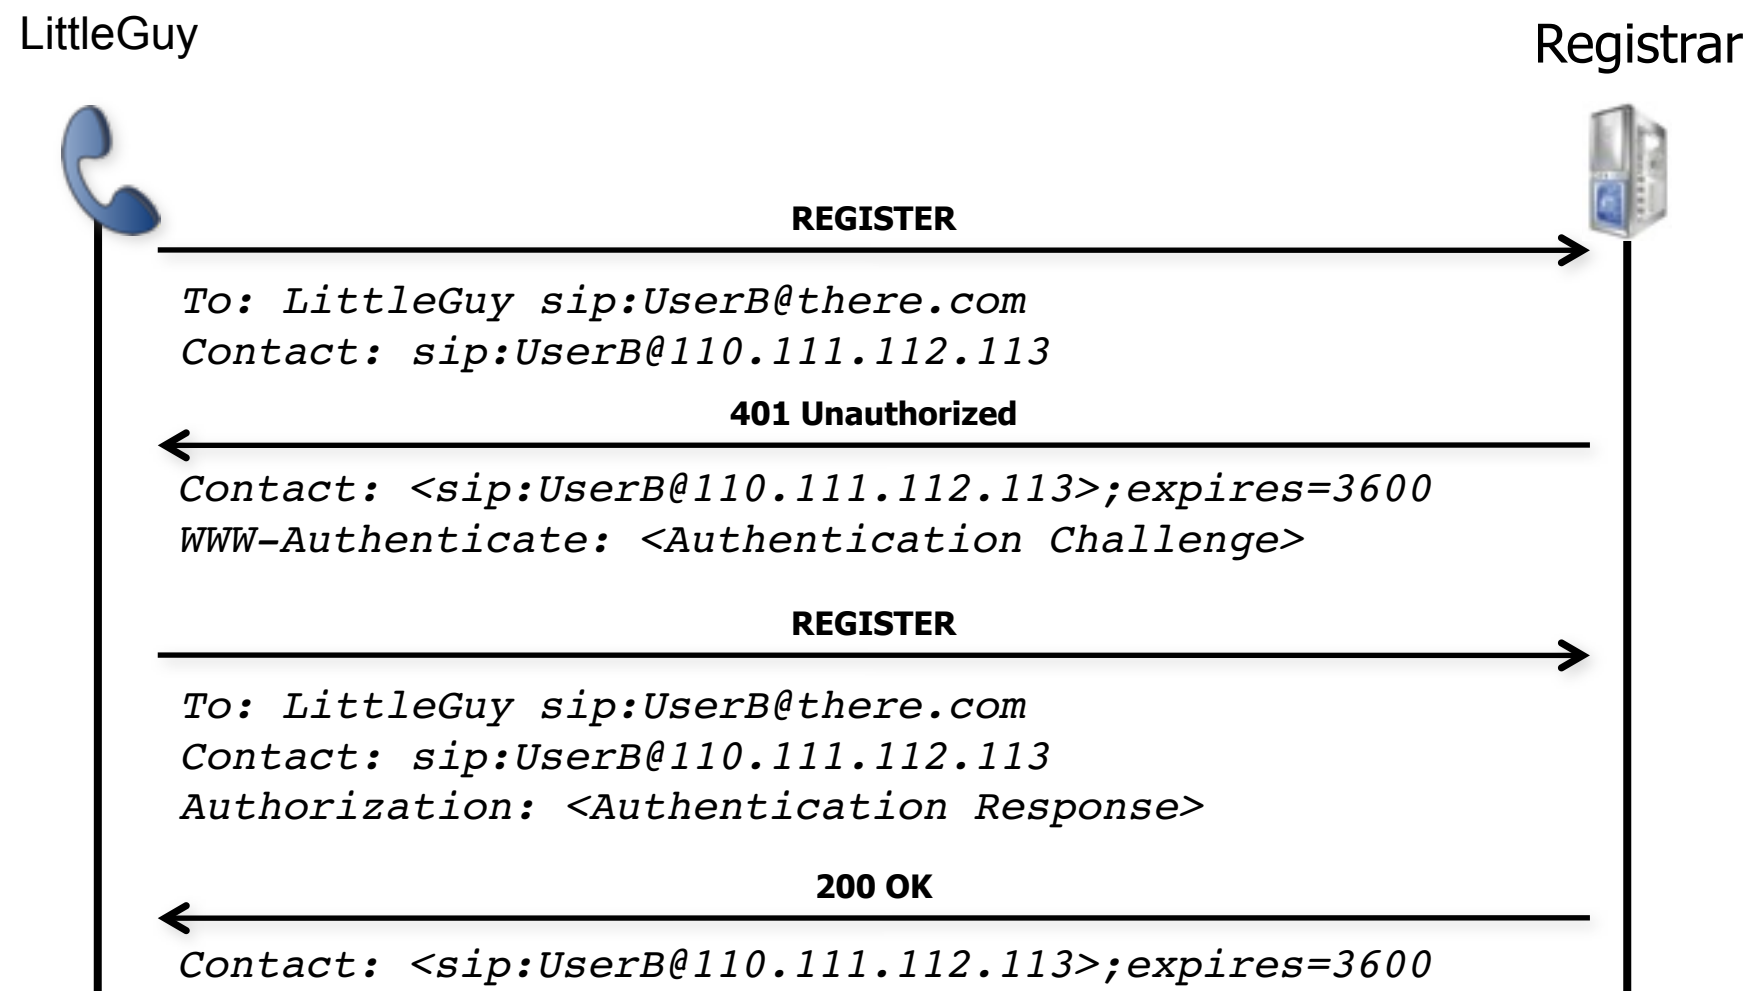 LittleGuy
Registrar
REGISTER
To: LittleGuy sip:UserB@there.com
Contact: sip:UserB@110.111.112.113
401 Unauthorized
Contact: <sip:UserB@110.111.112.113>;expires=3600
WWW-Authenticate: <Authentication Challenge>
REGISTER
To: LittleGuy sip:UserB@there.com
Contact: sip:UserB@110.111.112.113
Authorization: <Authentication Response>
200 OK
Contact: <sip:UserB@110.111.112.113>;expires=3600